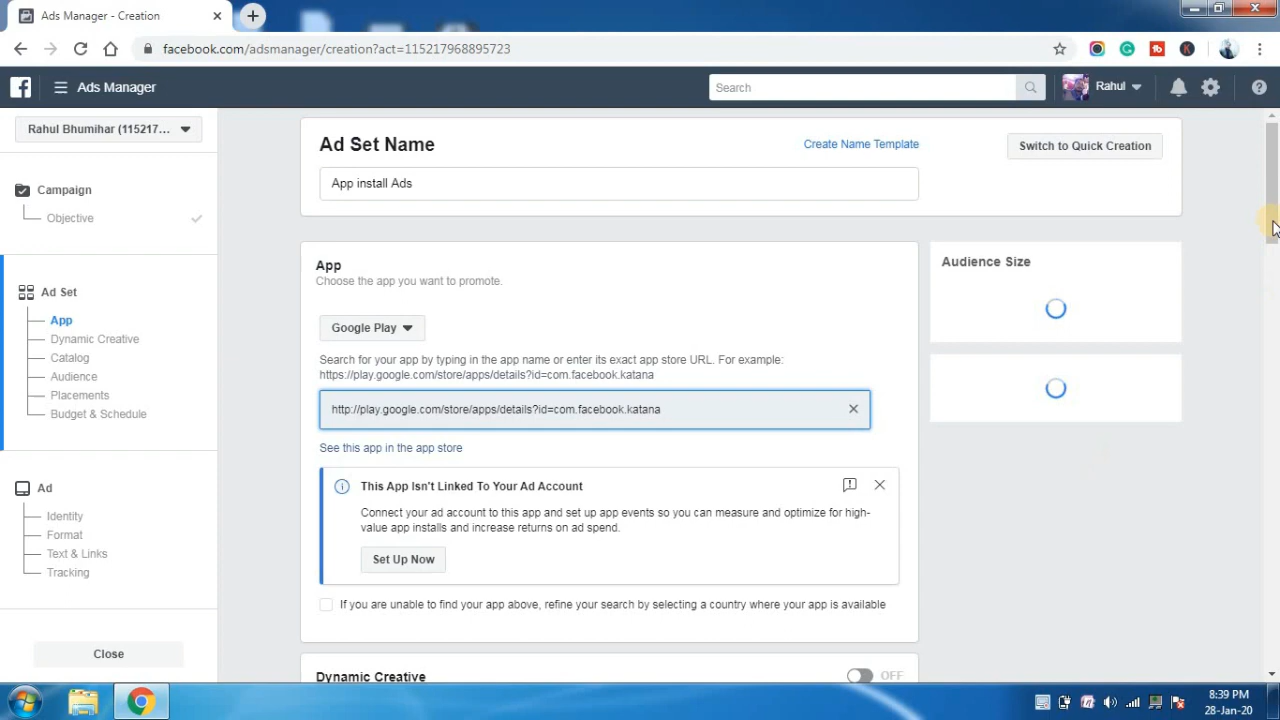 Ads Manager - Creation
facebook.com/adsmanager/creation?act=115217968895723
Ads Manager
Search
Rahul
Rahul Bhumihar (115217...
Campaign
Objective
Ad Set
App
Dynamic Creative
Catalog
Audience
Placements
Budget & Schedule
Ad
Identity
Format
Text & Links
Tracking
Close
Ad Set Name
Create Name Template
Switch to Quick Creation
App install Ads
App
Choose the app you want to promote.
Google Play
Search for your app by typing in the app name or enter its exact app store URL. For example:
https://play.google.com/store/apps/details?id=com.facebook.katana
http://play.google.com/store/apps/details?id=com.facebook.katana
See this app in the app store
This App Isn't Linked To Your Ad Account
Connect your ad account to this app and set up app events so you can measure and optimize for high-
value app installs and increase returns on ad spend.
Set Up Now
If you are unable to find your app above, refine your search by selecting a country where your app is available
Dynamic Creative
OFF
Audience Size
8:39 PM
28-Jan-20